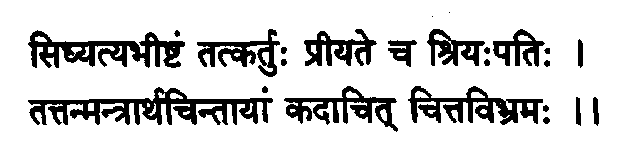 सिध्यत्यभीष्टं तत्कर्तुः प्रीयते च श्रियःपतिः ।
तत्तन्मन्त्रार्थचिन्तायां कदाचित् चित्तविभ्रमः ।।